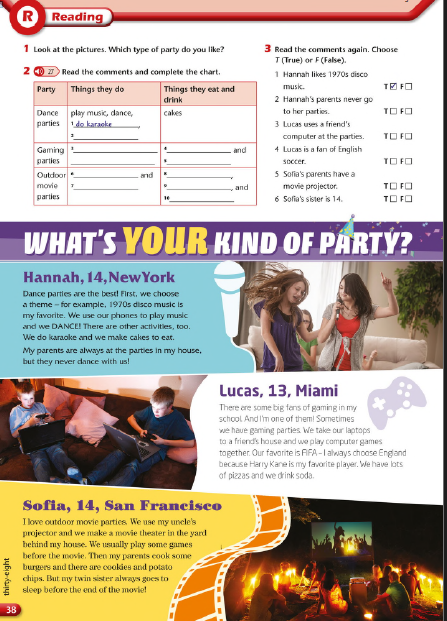 R Reading
1 Look at the pictures. Which type of party do you like?
2 27 Read the comments and complete the chart.
Party Things they do Things they eat and drink
Dance parties play music, dance, cakes
1 do karaoke,
2
Gaming parties 3 4 and
5
Outdoor movie parties 6 and 8,
7 9, and
10
3 Read the comments again. Choose
T (True) or F (False).
1 Hannah likes 1970s disco
music. T F
2 Hannah's parents never go
to her parties. T F
3 Lucas uses a friend's
computer at the parties. T F
4 Lucas is a fan of English
soccer. T F
5 Sofia's parents have a
movie projector. T F
6 Sofia's sister is 14. T F
WHAT'S YOUR KIND OF PARTY?
Hannah, 14, New York
Dance parties are the best! First, we choose
a theme – for example, 1970s disco music is
my favorite. We use our phones to play music
and we DANCE! There are other activities, too.
We do karaoke and we make cakes to eat.
My parents are always at the parties in my house,
but they never dance with us!
Lucas, 13, Miami
There are some big fans of gaming in my
school. And I'm one of them! Sometimes
we have gaming parties. We take our laptops
to a friend's house and we play computer games
together. Our favorite is FIFA – I always choose England
because Harry Kane is my favorite player. We have lots
of pizzas and we drink soda.
Sofia, 14, San Francisco
I love outdoor movie parties. We use my uncle's
projector and we make a movie theater in the yard
behind my house. We usually play some games
before the movie. Then my parents cook some
burgers and there are cookies and potato
chips. But my twin sister always goes to
sleep before the end of the movie!
thirty-eight
38